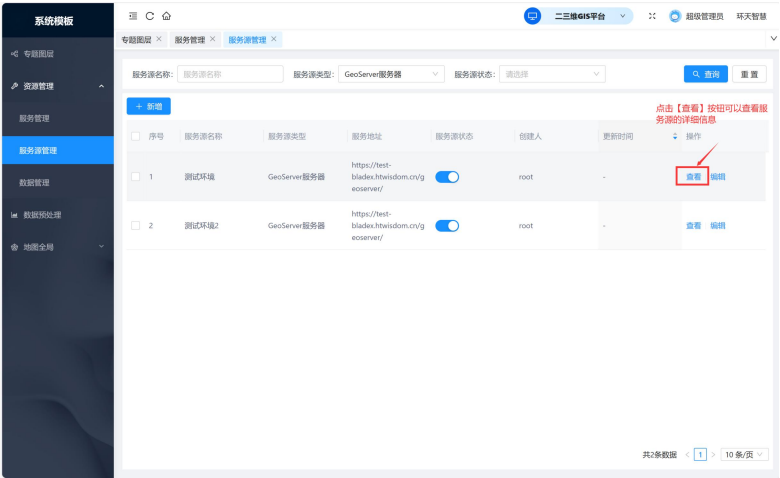 系统模板
二三维GIS平台
超级管理员
环天智慧
专题图层
服务管理
服务源管理
专题图层
资源管理
服务管理
服务源管理
数据管理
数据预处理
地图全局
服务源名称:
服务源名称
服务源类型:
GeoServer服务器
服务源状态:
请选择
查询
重置
+ 新增
点击【查看】按钮可以查看服
务源的详细信息
序号
服务源名称
服务源类型
服务地址
服务源状态
创建人
更新时间
操作
1
测试环境
GeoServer服务器
https://test-
bladex.htwisdom.cn/g
eoserver/
root
-
查看
编辑
2
测试环境2
GeoServer服务器
https://test-
bladex.htwisdom.cn/g
eoserver/
root
-
查看
编辑
共2条数据
< 1 >
10 条/页